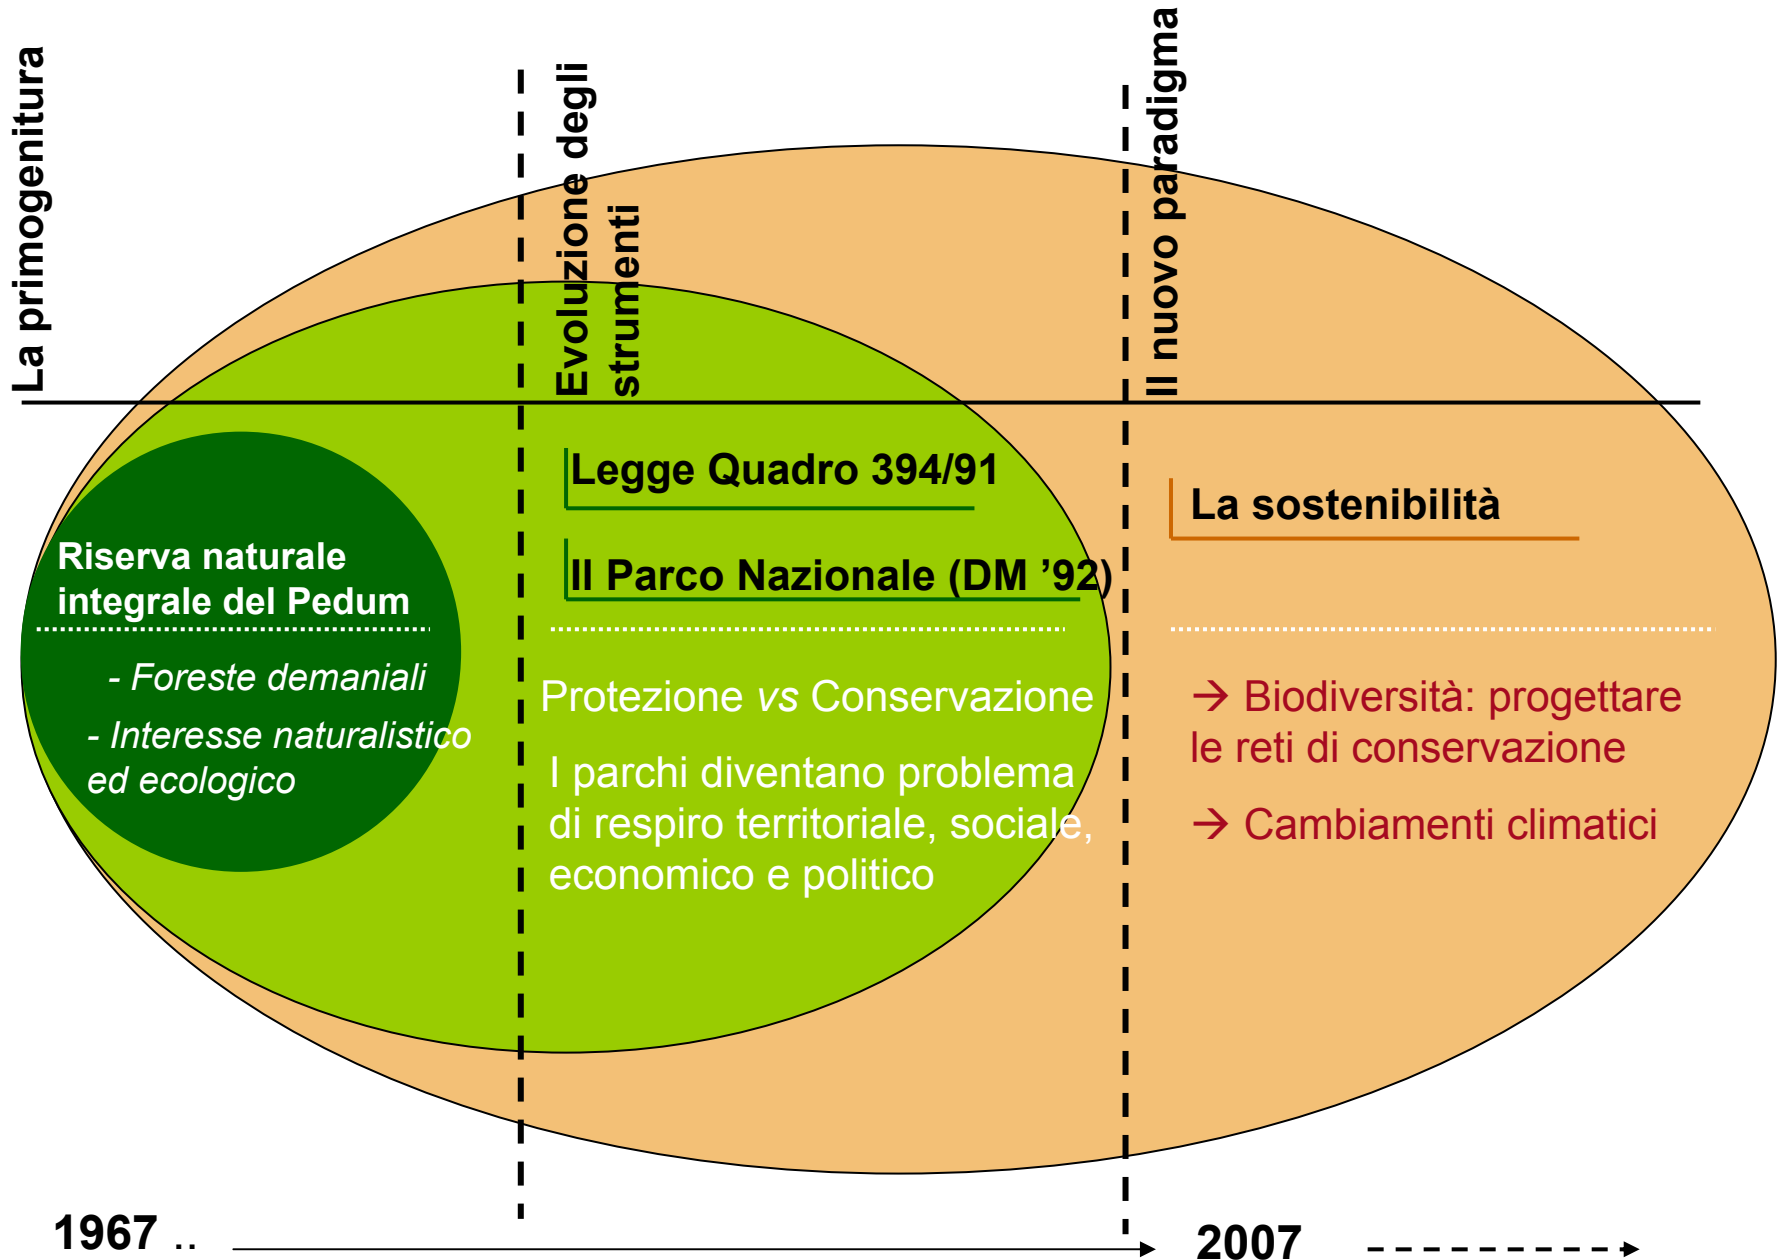 La primogenitura
Evoluzione degli
strumenti
Il nuovo paradigma
Riserva naturale
integrale del Pedum
- Foreste demaniali
- Interesse naturalistico
ed ecologico
Legge Quadro 394/91
Il Parco Nazionale (DM ’92)
Protezione vs Conservazione
I parchi diventano problema
di respiro territoriale, sociale,
economico e politico
La sostenibilità
→ Biodiversità: progettare
le reti di conservazione
→ Cambiamenti climatici
1967 ..
2007